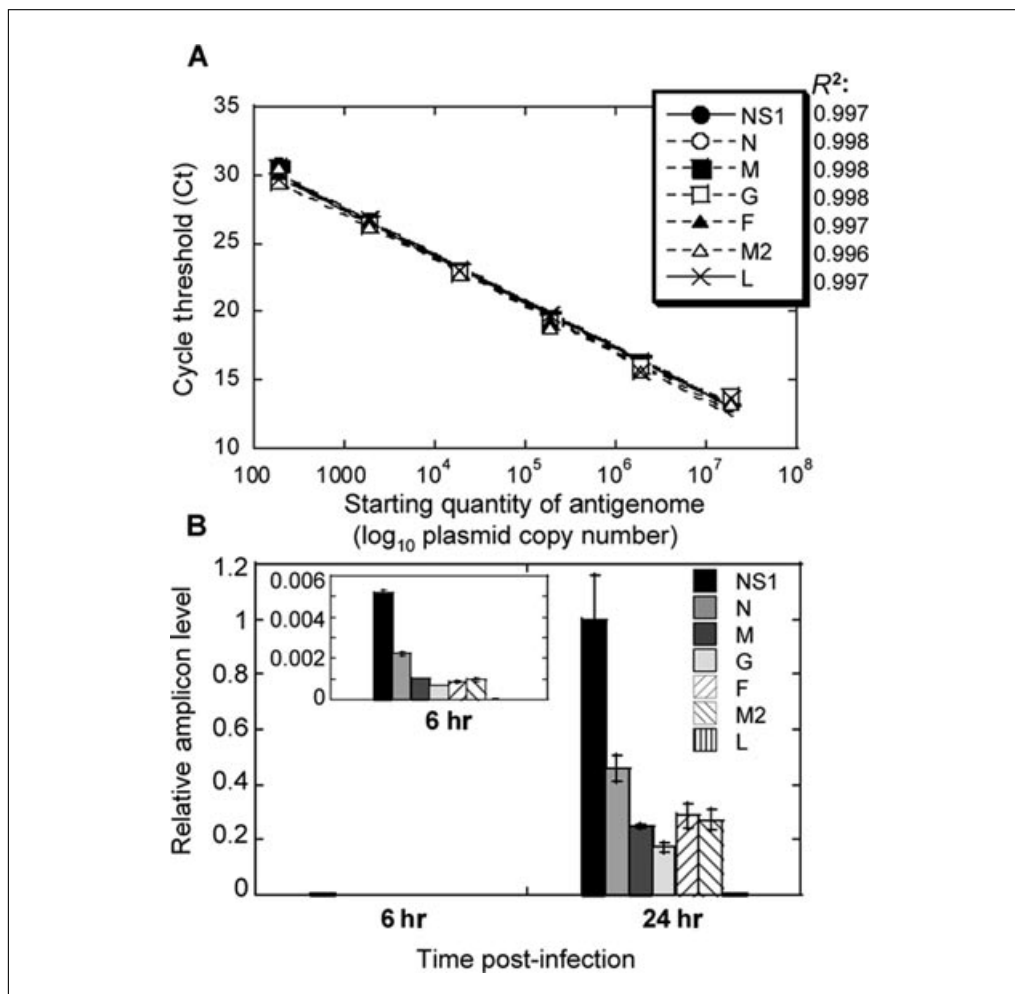 A
R²:
35
30
25
20
15
10
Cycle threshold (Ct)
NS1 0.997
N 0.998
M 0.998
G 0.998
F 0.997
M2 0.996
L 0.997
100 1000 10⁴ 10⁵ 10⁶ 10⁷ 10⁸
Starting quantity of antigenome
(log₁₀ plasmid copy number)
B
1.2
1
0.8
0.6
0.4
0.2
0
Relative amplicon level
0.006
0.004
0.002
0
6 hr
NS1
N
M
G
F
M2
L
6 hr 24 hr
Time post-infection